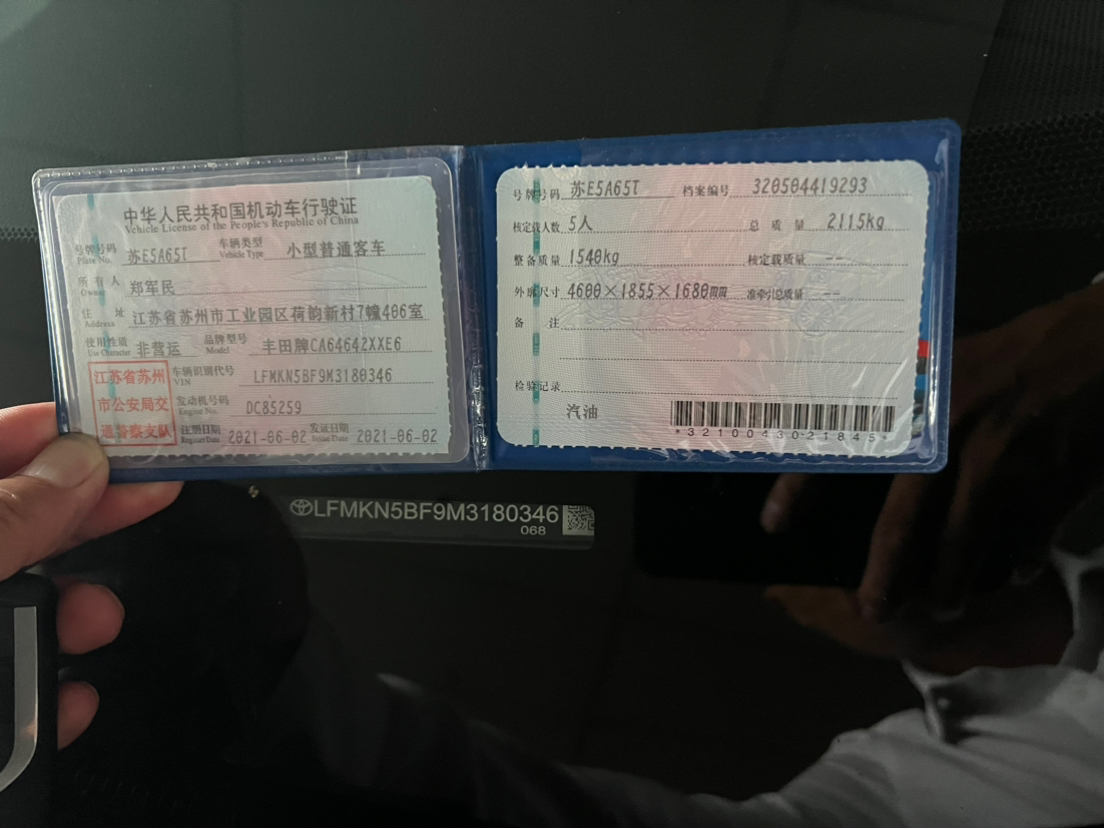 中华人民共和国机动车行驶证
Vehicle License of the People's Republic of China
号牌号码 苏E5A65T 车辆类型 小型普通客车
Plate No. Vehicle Type
所有人 郑军民
Owner
住址 江苏省苏州市工业园区荷韵新村7幢406室
Address
使用性质 非营运 品牌型号 丰田牌CA64642XXE6
Use Character Model
江苏省苏州
市公安局交
通警察支队
车辆识别代号 LFMKN5BF9M3180346
VIN
发动机号码 DC85259
Engine No.
注册日期 2021-06-02 发证日期 2021-06-02
Register Date Issue Date
号牌号码 苏E5A65T 档案编号 320504419293
核定载人数 5人 总质量 2115kg
整备质量 1540kg 核定载质量 --
外廓尺寸 4600×1855×1680mm 准牵引总质量 --
备注
检验记录
汽油
*3210043021845*
LFMKN5BF9M3180346
068